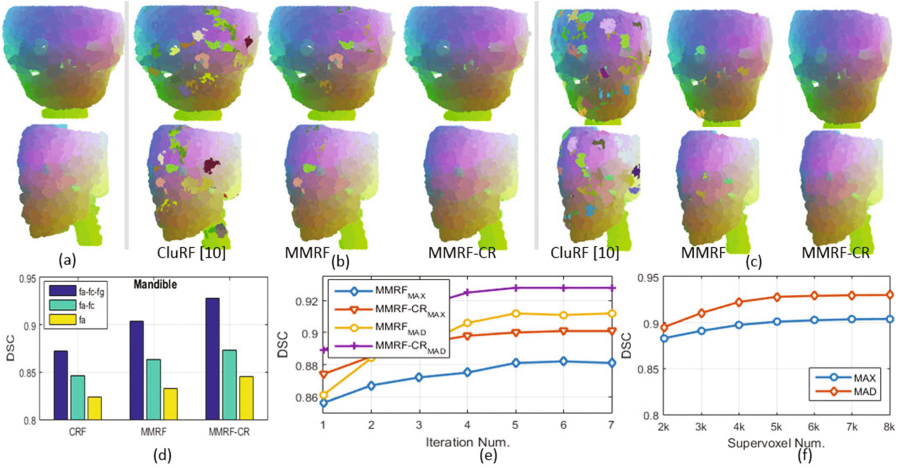 CluRF [10]
MMRF
MMRF-CR
CluRF [10]
MMRF
MMRF-CR
(a)
(b)
(c)
Mandible
fa-fc-fg
fa-fc
fa
DSC
0.95
0.9
0.85
0.8
CRF
MMRF
MMRF-CR
(d)
MMRF_MAX
MMRF-CR_MAX
MMRF_MAD
MMRF-CR_MAD
DSC
0.92
0.9
0.88
0.86
1 2 3 4 5 6 7
Iteration Num.
(e)
DSC
0.95
0.9
0.85
0.8
MAX
MAD
2k 3k 4k 5k 6k 7k 8k
Supervoxel Num.
(f)